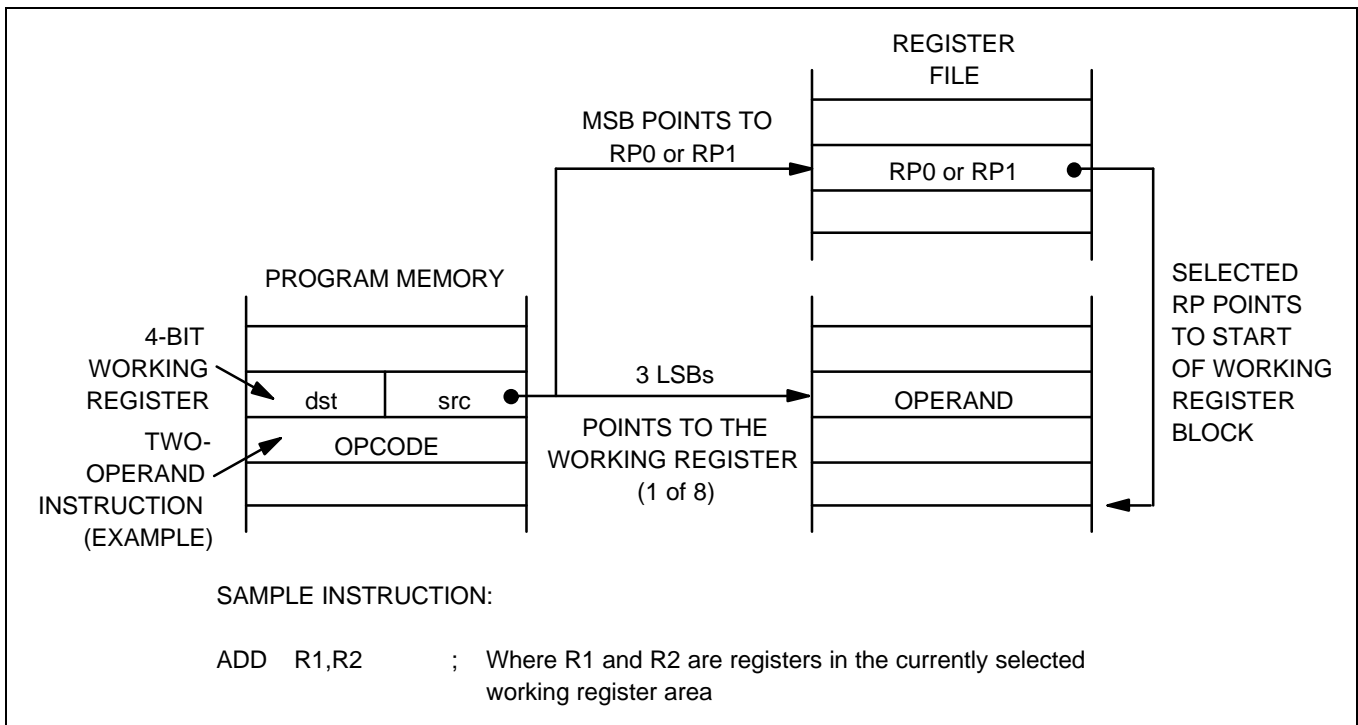 REGISTER
FILE
MSB POINTS TO
RP0 or RP1
RP0 or RP1
PROGRAM MEMORY
SELECTED
RP POINTS
TO START
OF WORKING
REGISTER
BLOCK
4-BIT
WORKING
REGISTER
dst src
3 LSBs
OPERAND
TWO-
OPERAND
INSTRUCTION
(EXAMPLE)
OPCODE
POINTS TO THE
WORKING REGISTER
(1 of 8)
SAMPLE INSTRUCTION:
ADD R1,R2 ; Where R1 and R2 are registers in the currently selected
working register area